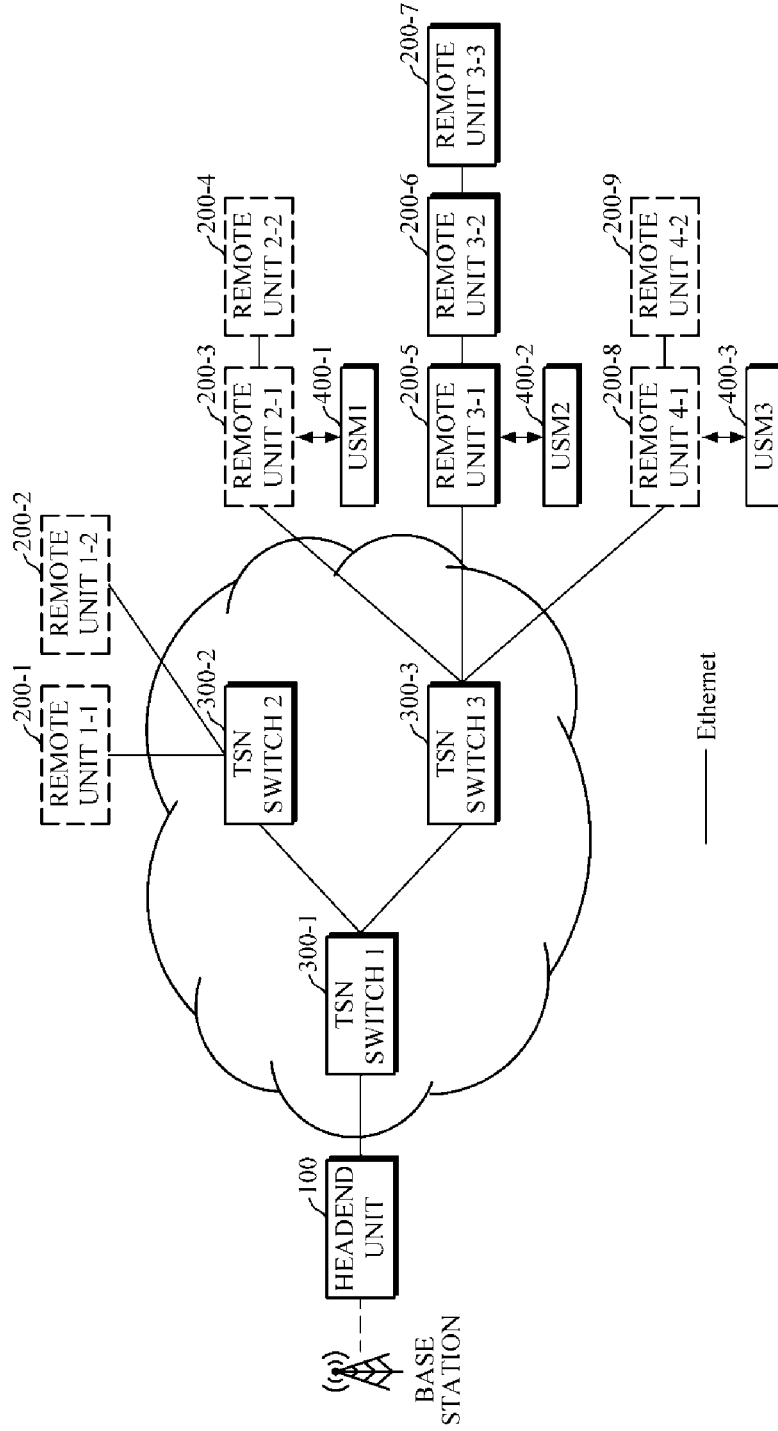 BASE
STATION
100
HEADEND
UNIT
300-1
TSN
SWITCH 1
300-2
TSN
SWITCH 2
300-3
TSN
SWITCH 3
200-1
REMOTE
UNIT 1-1
200-2
REMOTE
UNIT 1-2
200-3
REMOTE
UNIT 2-1
200-4
REMOTE
UNIT 2-2
400-1
USM1
200-5
REMOTE
UNIT 3-1
200-6
REMOTE
UNIT 3-2
200-7
REMOTE
UNIT 3-3
400-2
USM2
200-8
REMOTE
UNIT 4-1
200-9
REMOTE
UNIT 4-2
400-3
USM3
Ethernet